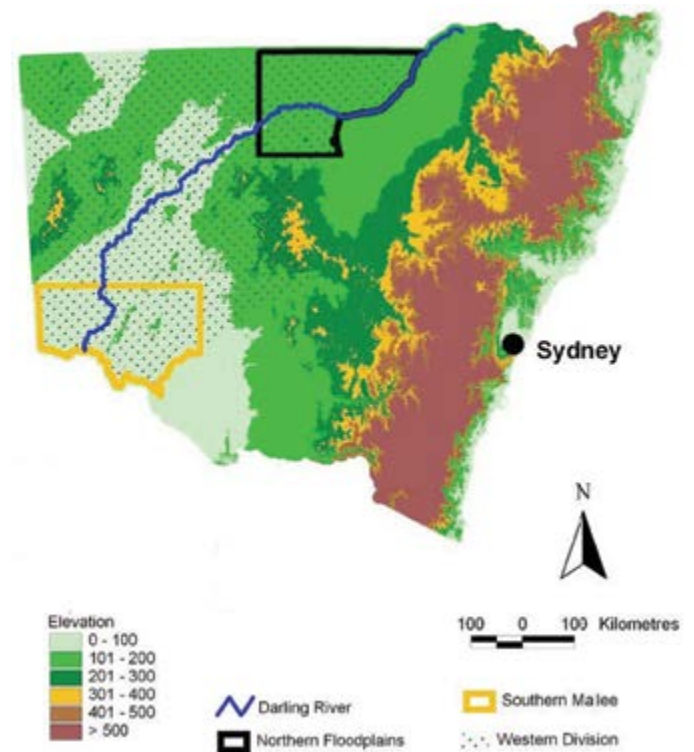 Sydney
N
Elevation
0 - 100
101 - 200
201 - 300
301 - 400
401 - 500
> 500
100 0 100 Kilometres
Darling River
Northern Floodplains
Southern Mallee
Western Division